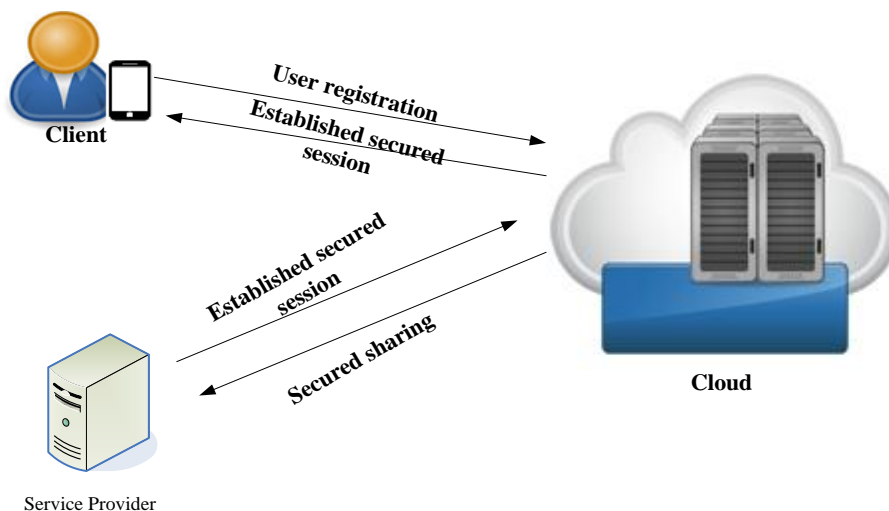 User registration
Established secured
session
Client
Established secured
session
Secured sharing
Cloud
Service Provider